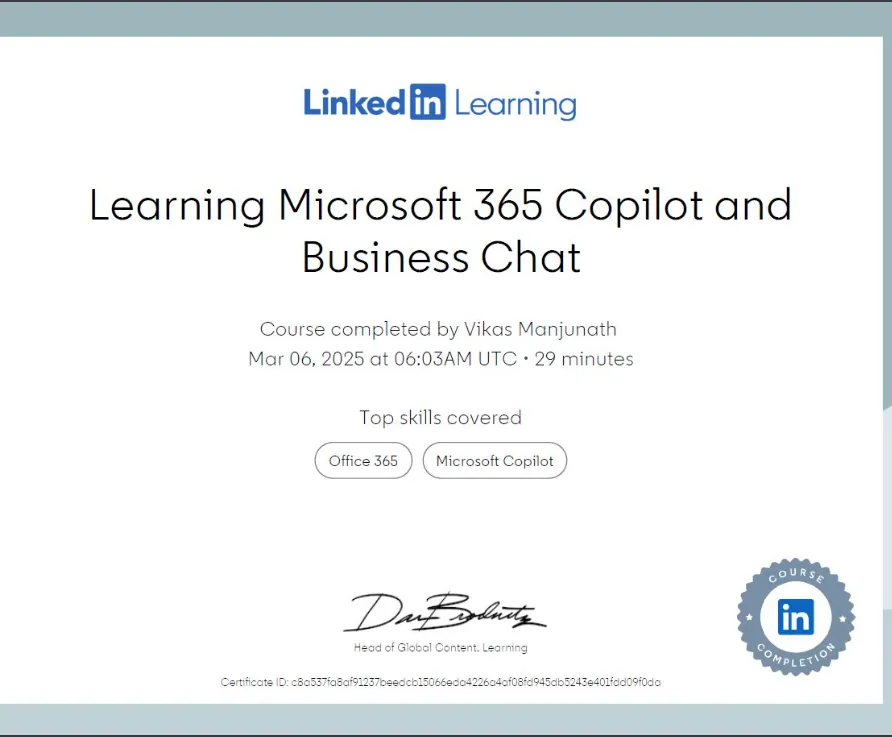 Linked in Learning
Learning Microsoft 365 Copilot and
Business Chat
Course completed by Vikas Manjunath
Mar 06, 2025 at 06:03AM UTC • 29 minutes
Top skills covered
Office 365
Microsoft Copilot
Head of Global Content, Learning
COURSE
in
COMPLETION
Certificate ID: c8a537fa8af91237beedcb15066eda4226a4af08fd945db5243e401fdd09f0da